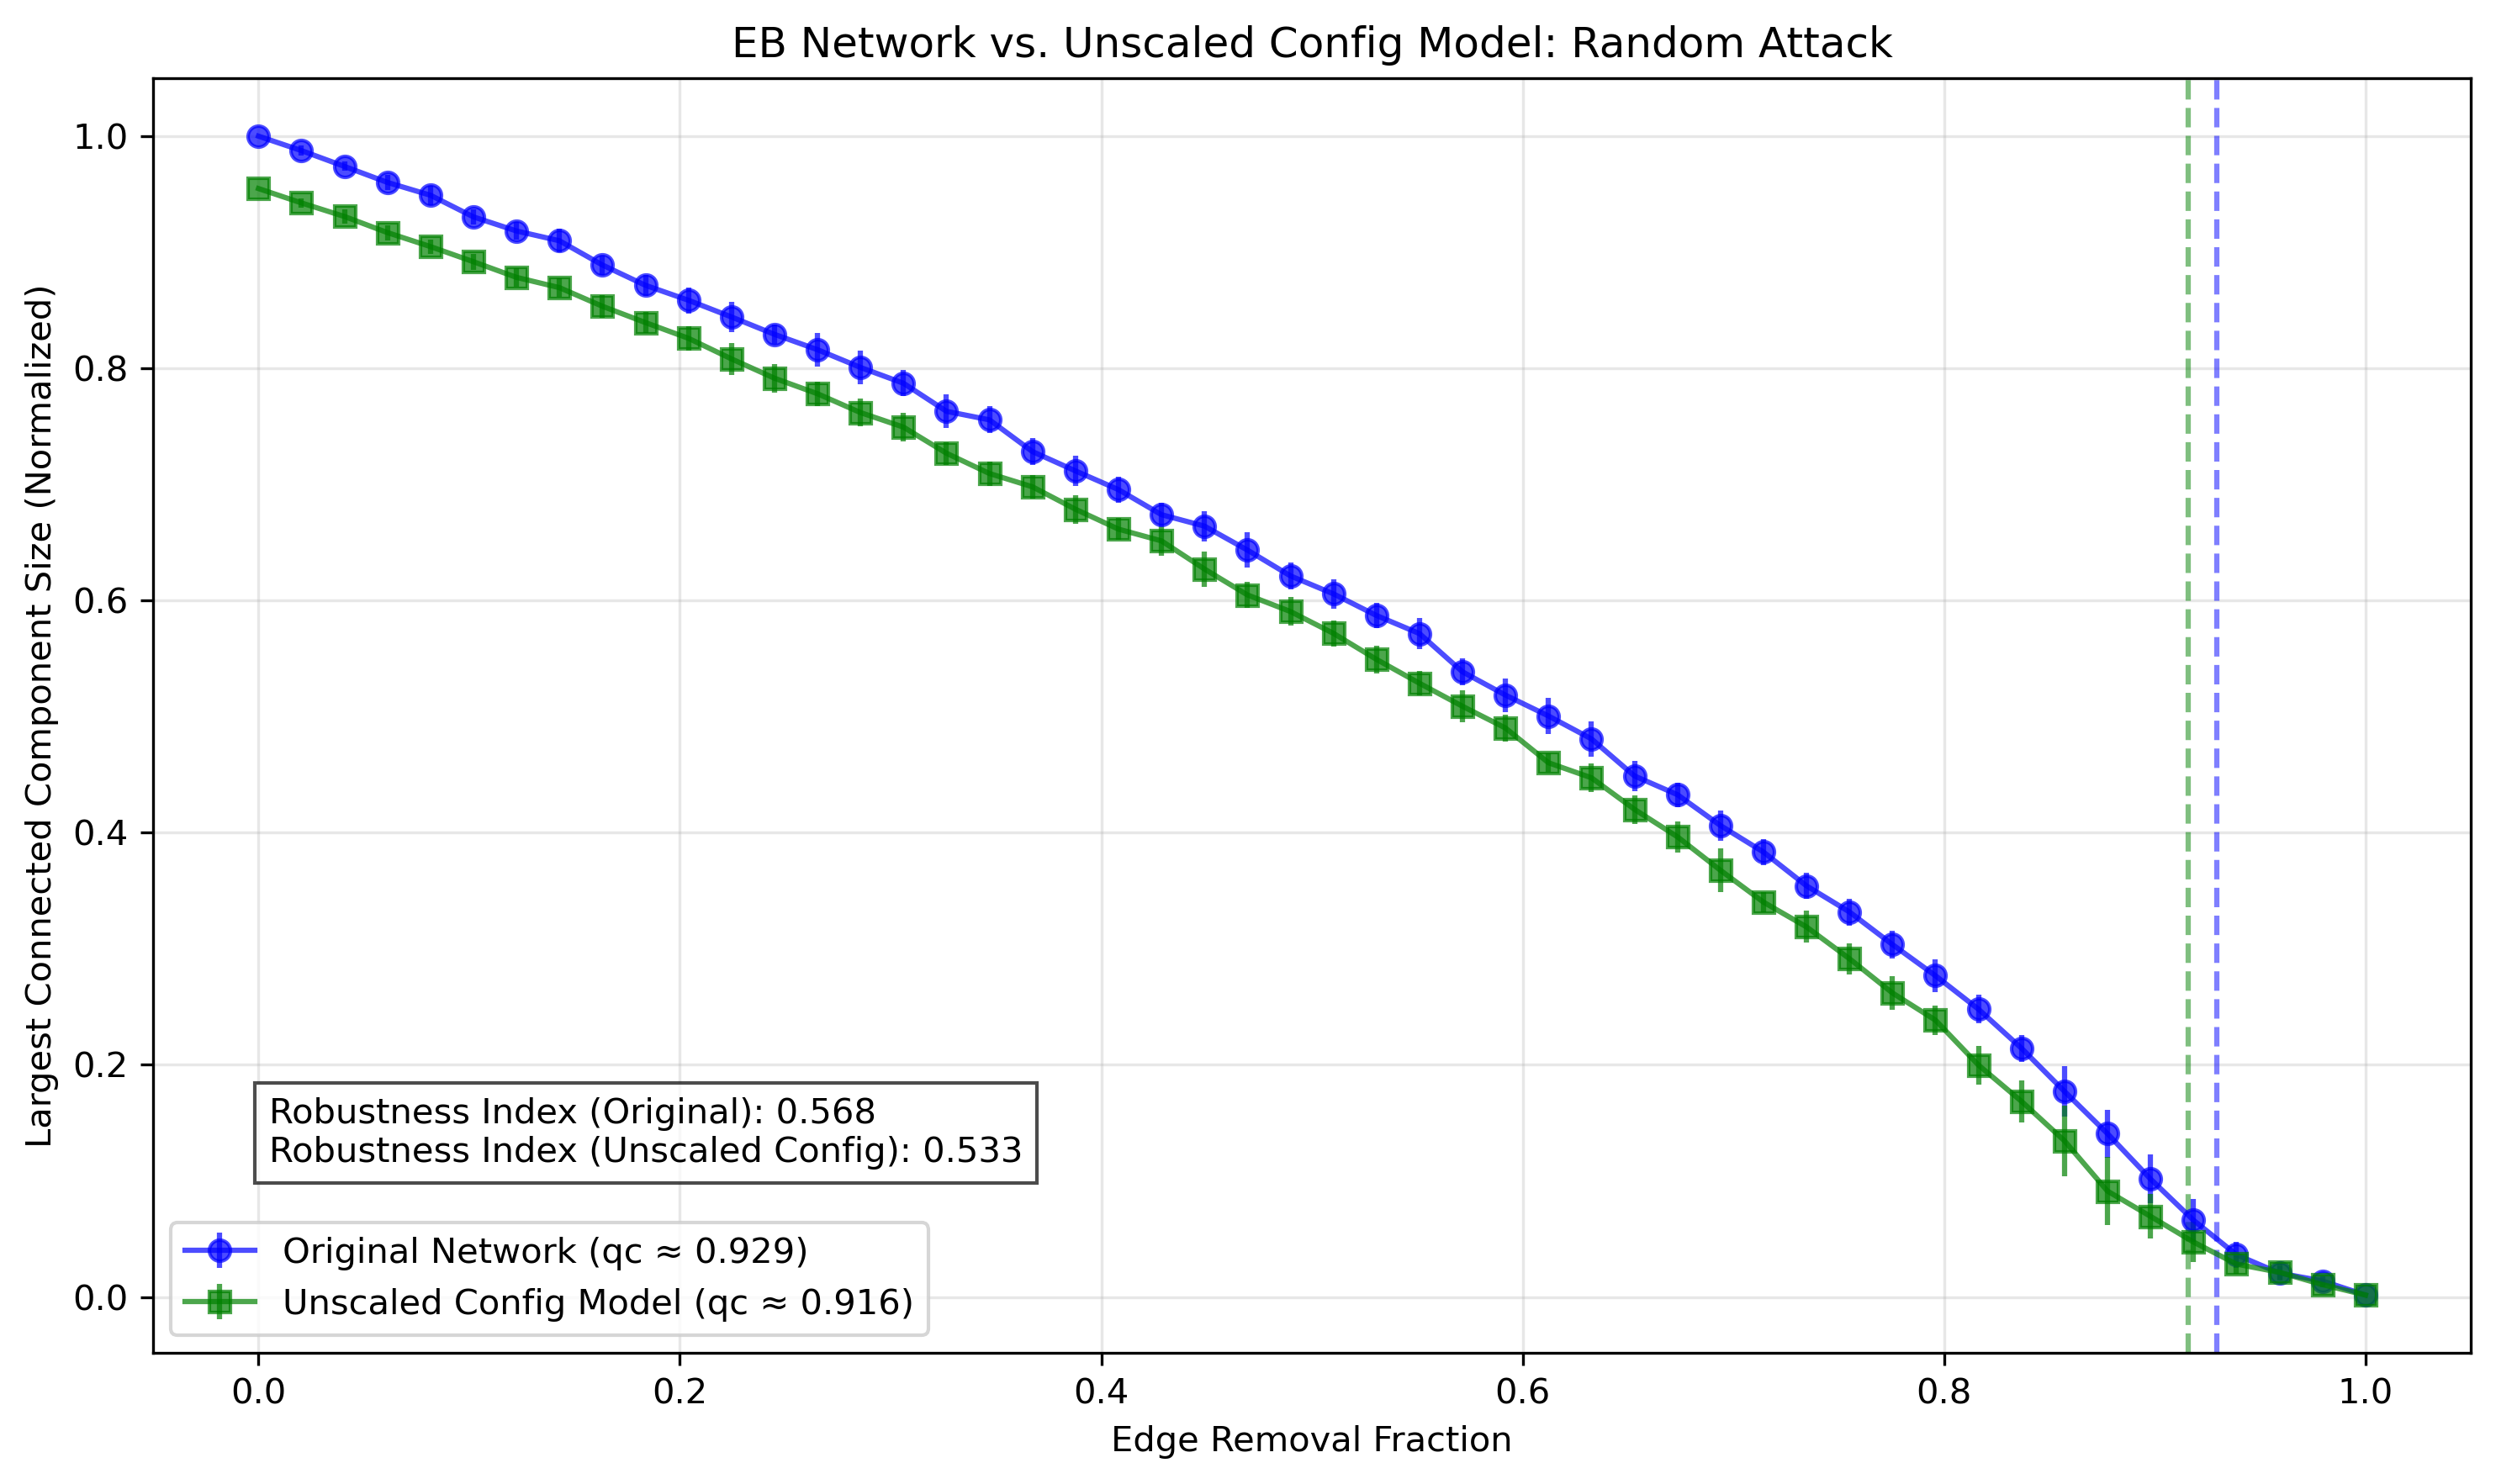 EB Network vs. Unscaled Config Model: Random Attack
Largest Connected Component Size (Normalized)
1.0
0.8
0.6
0.4
0.2
0.0
Robustness Index (Original): 0.568
Robustness Index (Unscaled Config): 0.533
Original Network (qc ≈ 0.929)
Unscaled Config Model (qc ≈ 0.916)
0.0 0.2 0.4 0.6 0.8 1.0
Edge Removal Fraction